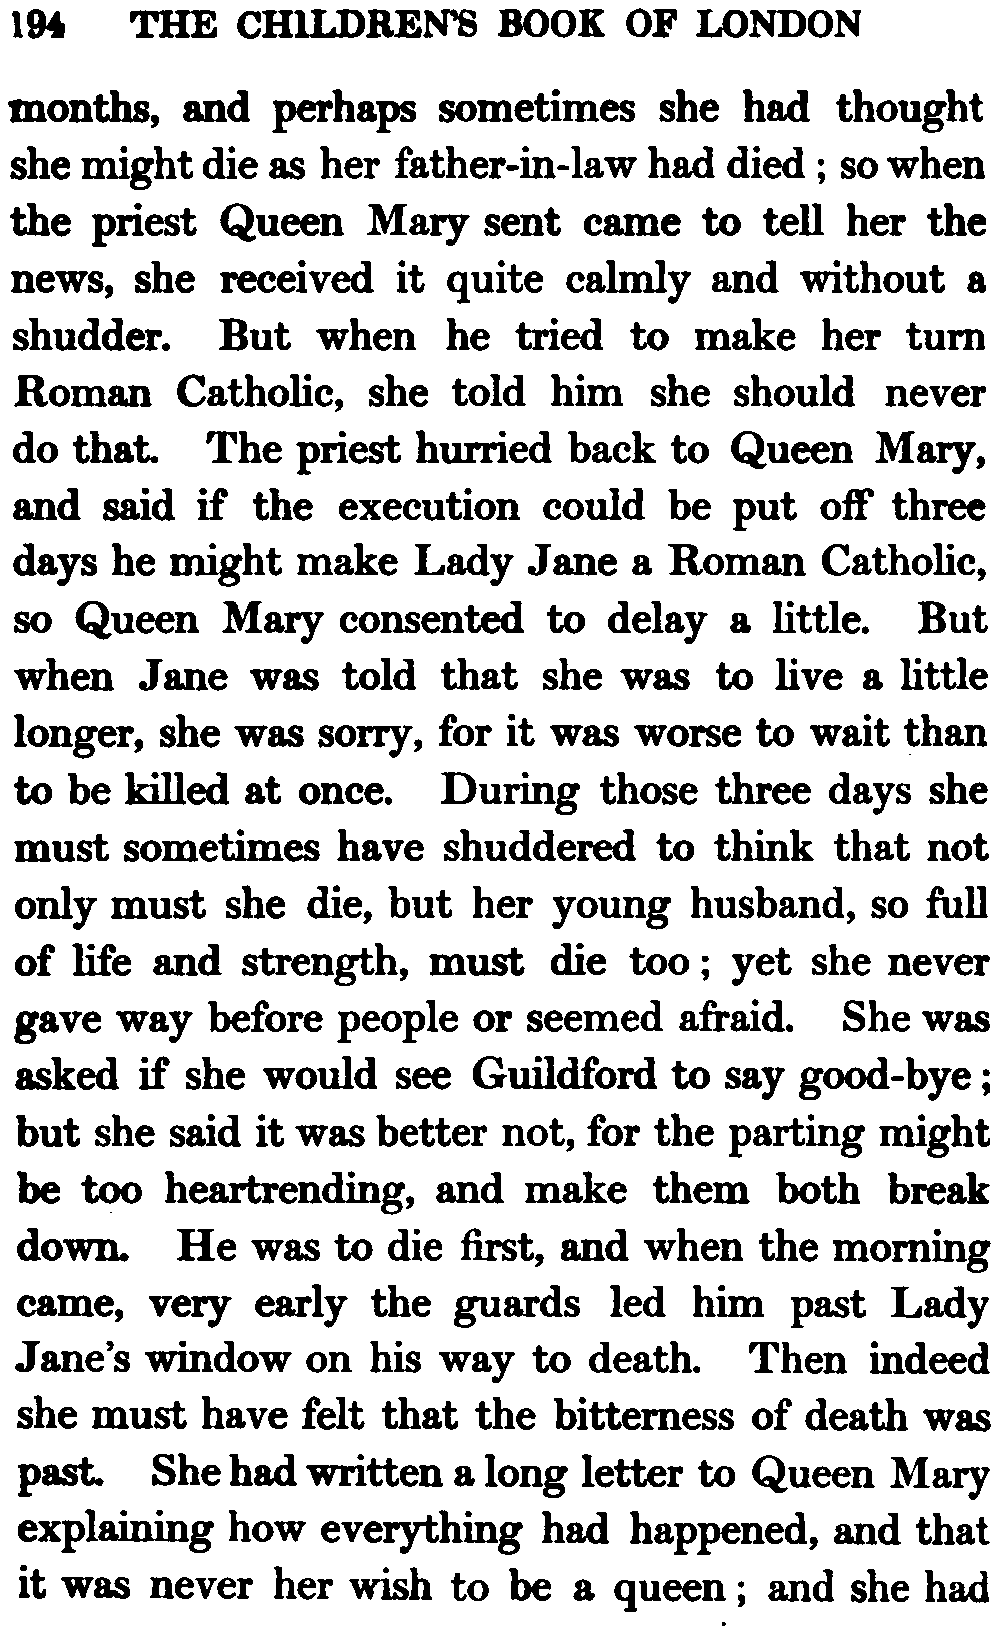 194 THE CHILDREN'S BOOK OF LONDON
months, and perhaps sometimes she had thought
she might die as her father-in-law had died ; so when
the priest Queen Mary sent came to tell her the
news, she received it quite calmly and without a
shudder. But when he tried to make her turn
Roman Catholic, she told him she should never
do that. The priest hurried back to Queen Mary,
and said if the execution could be put off three
days he might make Lady Jane a Roman Catholic,
so Queen Mary consented to delay a little. But
when Jane was told that she was to live a little
longer, she was sorry, for it was worse to wait than
to be killed at once. During those three days she
must sometimes have shuddered to think that not
only must she die, but her young husband, so full
of life and strength, must die too ; yet she never
gave way before people or seemed afraid. She was
asked if she would see Guildford to say good-bye ;
but she said it was better not, for the parting might
be too heartrending, and make them both break
down. He was to die first, and when the morning
came, very early the guards led him past Lady
Jane's window on his way to death. Then indeed
she must have felt that the bitterness of death was
past. She had written a long letter to Queen Mary
explaining how everything had happened, and that
it was never her wish to be a queen ; and she had